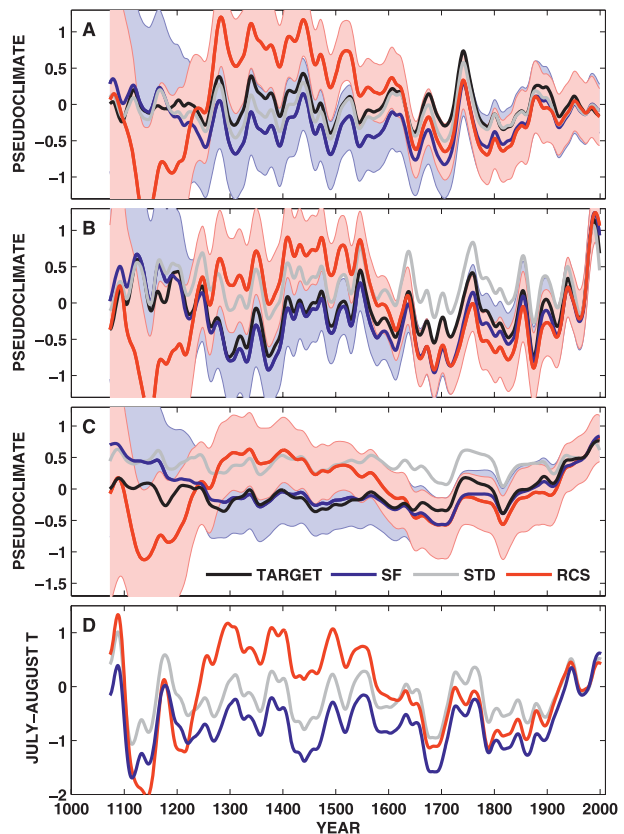 A
PSEUDOCLIMATE
1
0.5
0
−0.5
−1
B
PSEUDOCLIMATE
1
0.5
0
−0.5
−1
C
PSEUDOCLIMATE
1
0.5
0
−0.5
−1
−1.5
TARGET SF STD RCS
D
JULY−AUGUST T
1
0
−1
−2
1000 1100 1200 1300 1400 1500 1600 1700 1800 1900 2000
YEAR